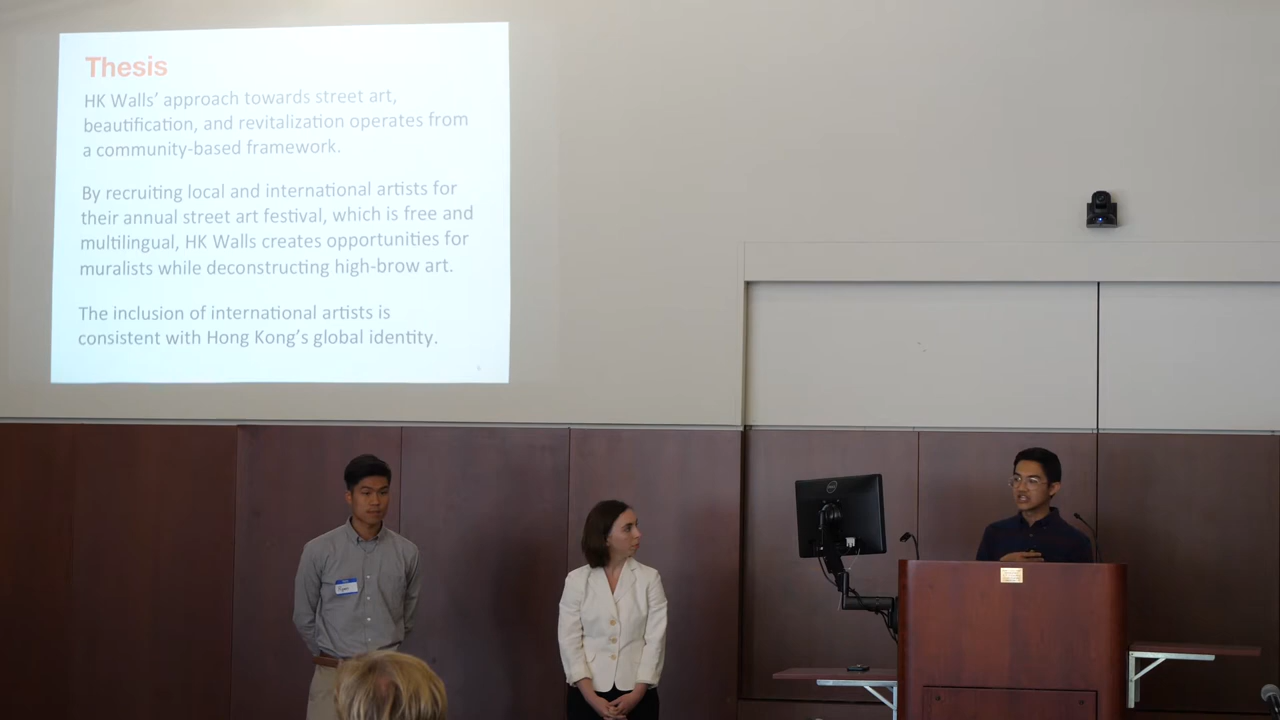 Thesis
HK Walls’ approach towards street art,
beautification, and revitalization operates from
a community-based framework.
By recruiting local and international artists for
their annual street art festival, which is free and
multilingual, HK Walls creates opportunities for
muralists while deconstructing high-brow art.
The inclusion of international artists is
consistent with Hong Kong’s global identity.